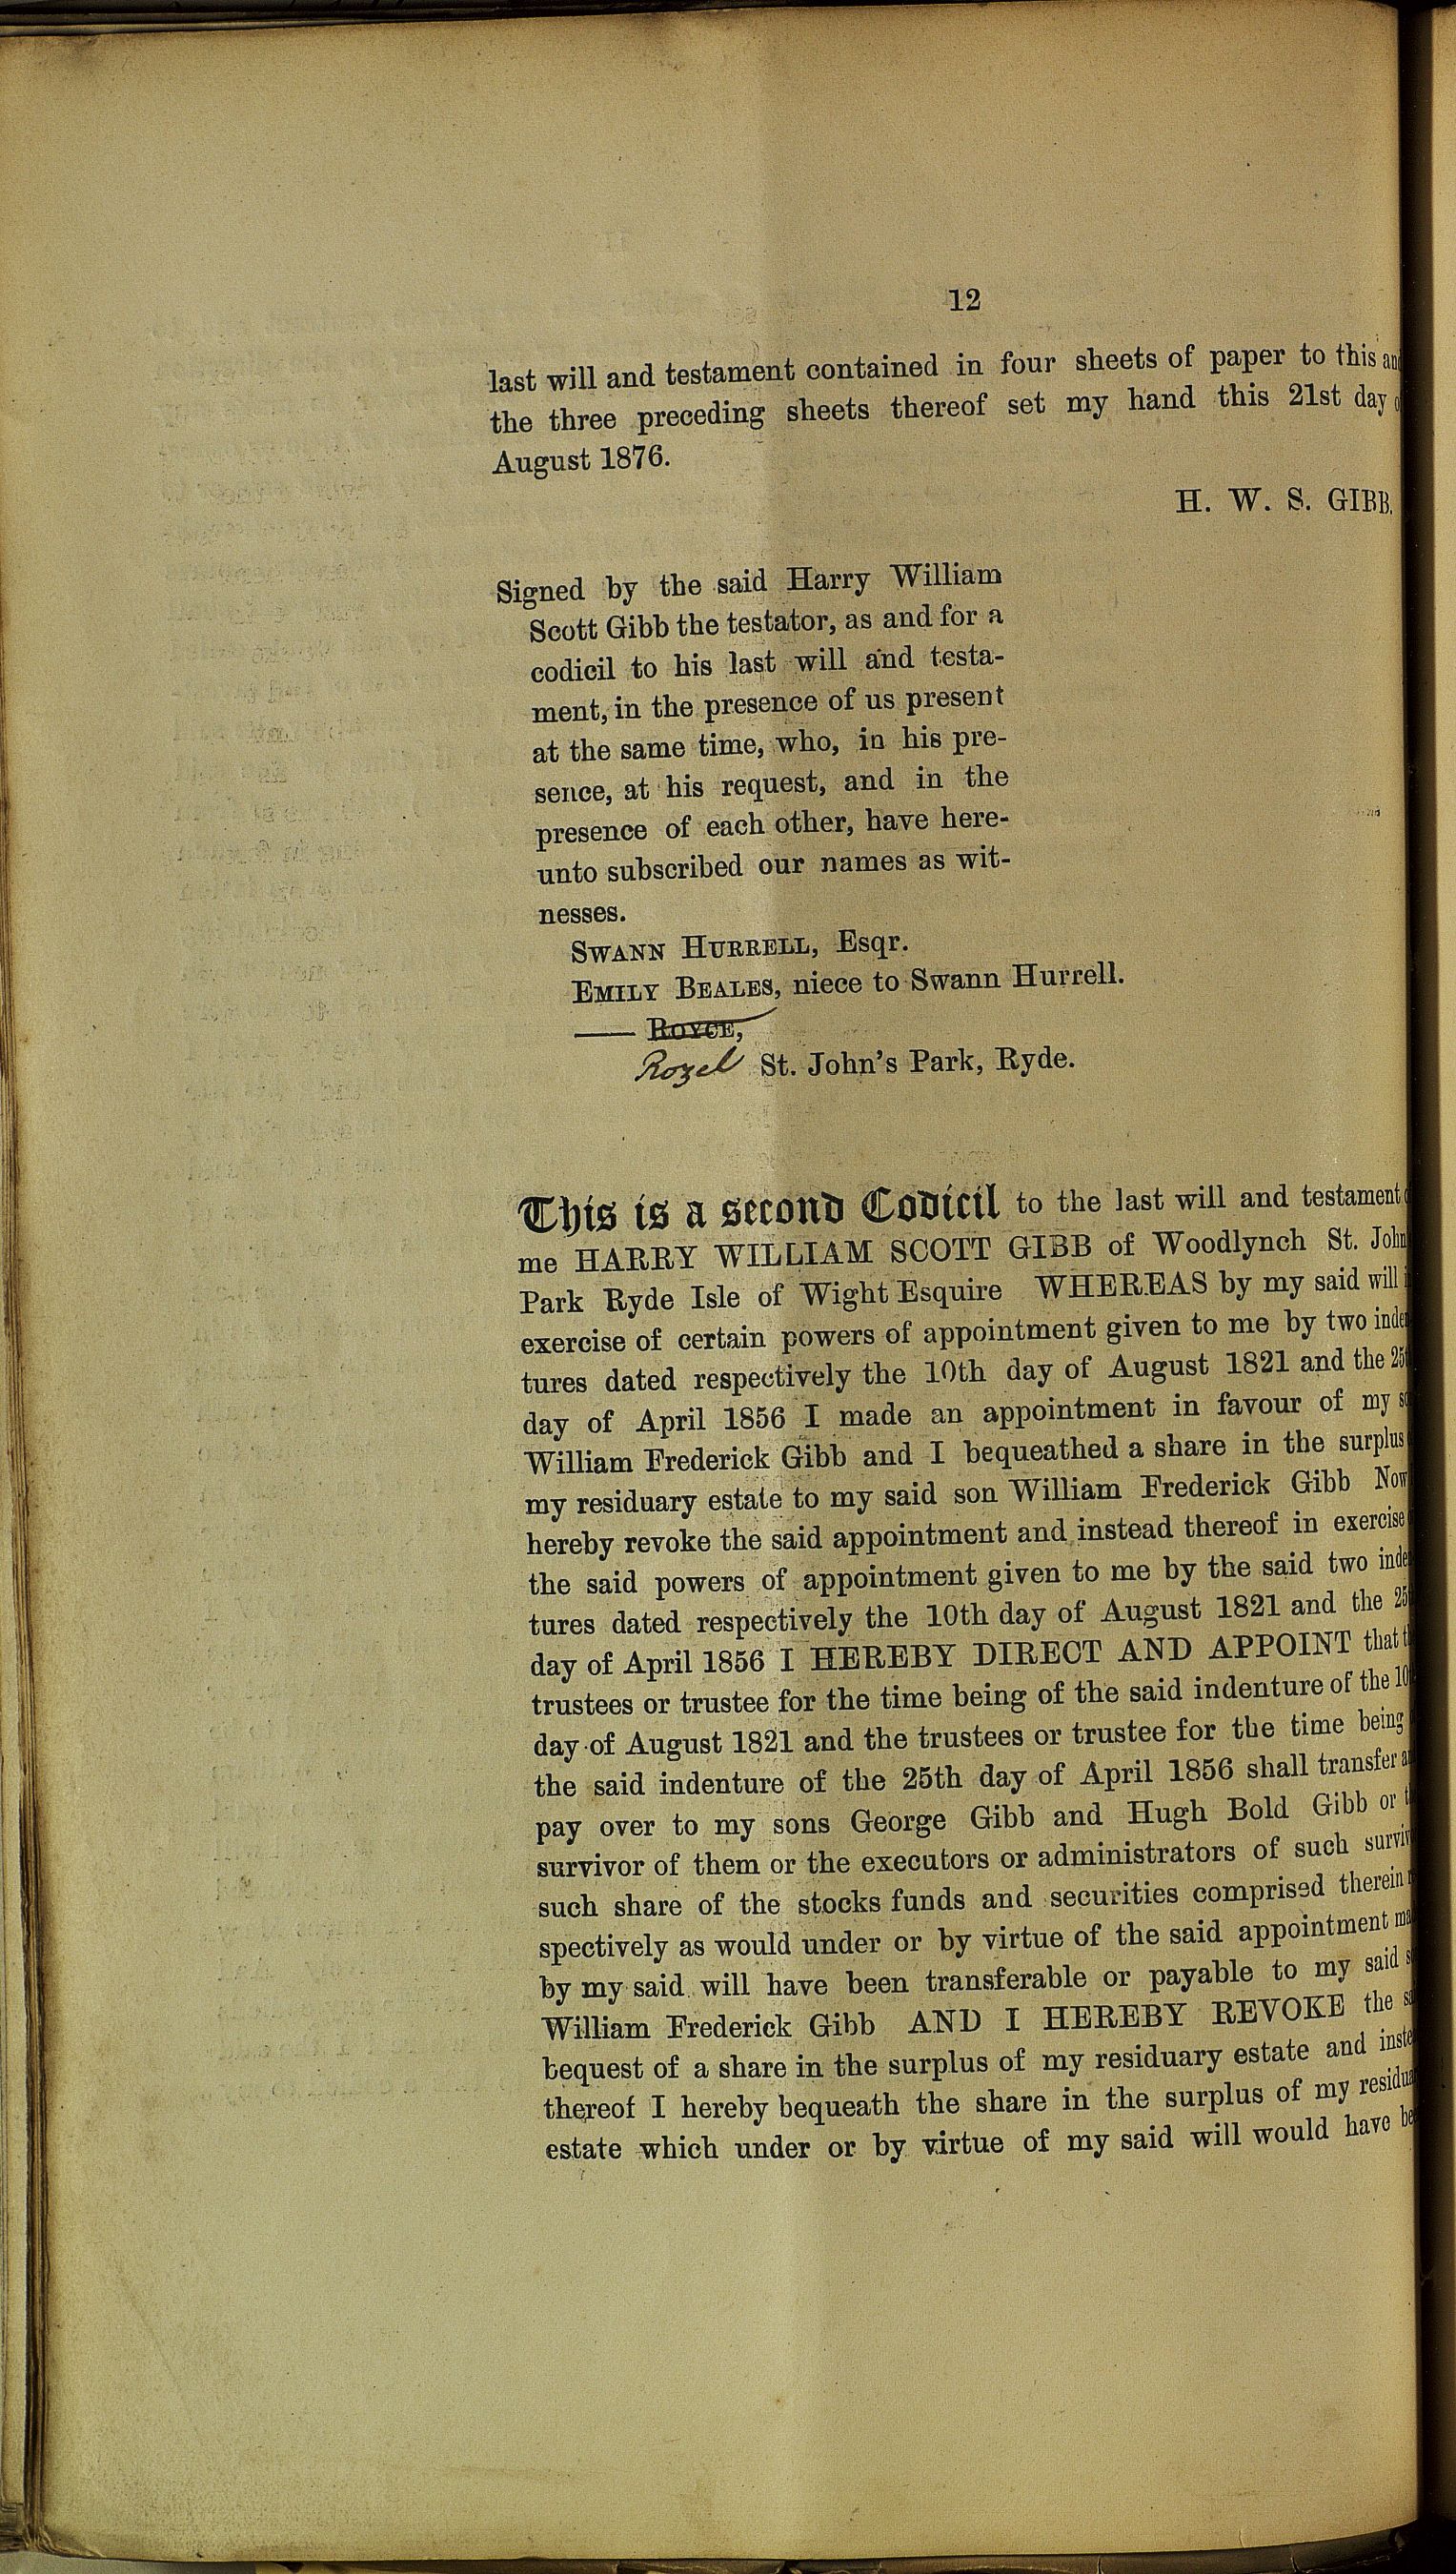 12
last will and testament contained in four sheets of paper to this an
the three preceding sheets thereof set my hand this 21st day o
August 1876.
H. W. S. GIBB.
Signed by the said Harry William
Scott Gibb the testator, as and for a
codicil to his last will and testa-
ment, in the presence of us present
at the same time, who, in his pre-
sence, at his request, and in the
presence of each other, have here-
unto subscribed our names as wit-
nesses.
SWANN HURRELL, Esqr.
EMILY BEALES, niece to Swann Hurrell.
—— ROYCE,
Rozel St. John's Park, Ryde.
This is a second Codicil to the last will and testament
me HARRY WILLIAM SCOTT GIBB of Woodlynch St. John
Park Ryde Isle of Wight Esquire WHEREAS by my said will i
exercise of certain powers of appointment given to me by two inden
tures dated respectively the 10th day of August 1821 and the 25t
day of April 1856 I made an appointment in favour of my so
William Frederick Gibb and I bequeathed a share in the surplus
my residuary estate to my said son William Frederick Gibb Now
hereby revoke the said appointment and instead thereof in exercise
the said powers of appointment given to me by the said two inde
tures dated respectively the 10th day of August 1821 and the 25
day of April 1856 I HEREBY DIRECT AND APPOINT that t
trustees or trustee for the time being of the said indenture of the 10
day of August 1821 and the trustees or trustee for the time being
the said indenture of the 25th day of April 1856 shall transfer a
pay over to my sons George Gibb and Hugh Bold Gibb or t
survivor of them or the executors or administrators of such surviv
such share of the stocks funds and securities comprised therein r
spectively as would under or by virtue of the said appointment ma
by my said will have been transferable or payable to my said s
William Frederick Gibb AND I HEREBY REVOKE the sa
bequest of a share in the surplus of my residuary estate and inste
thereof I hereby bequeath the share in the surplus of my residua
estate which under or by virtue of my said will would have be